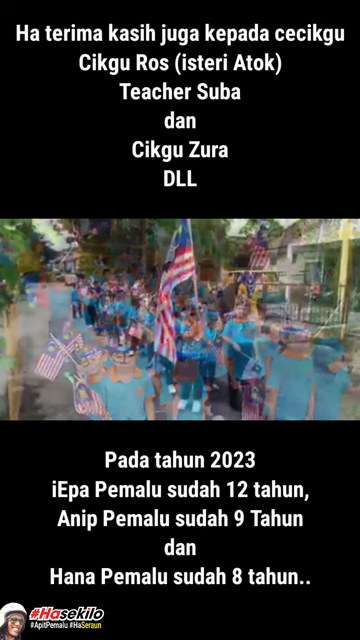 Ha terima kasih juga kepada cecikgu
Cikgu Ros (isteri Atok)
Teacher Suba
dan
Cikgu Zura
DLL
Pada tahun 2023
iEpa Pemalu sudah 12 tahun,
Anip Pemalu sudah 9 Tahun
dan
Hana Pemalu sudah 8 tahun..
#Hasekilo
#ApitPemalu #HaSeraun